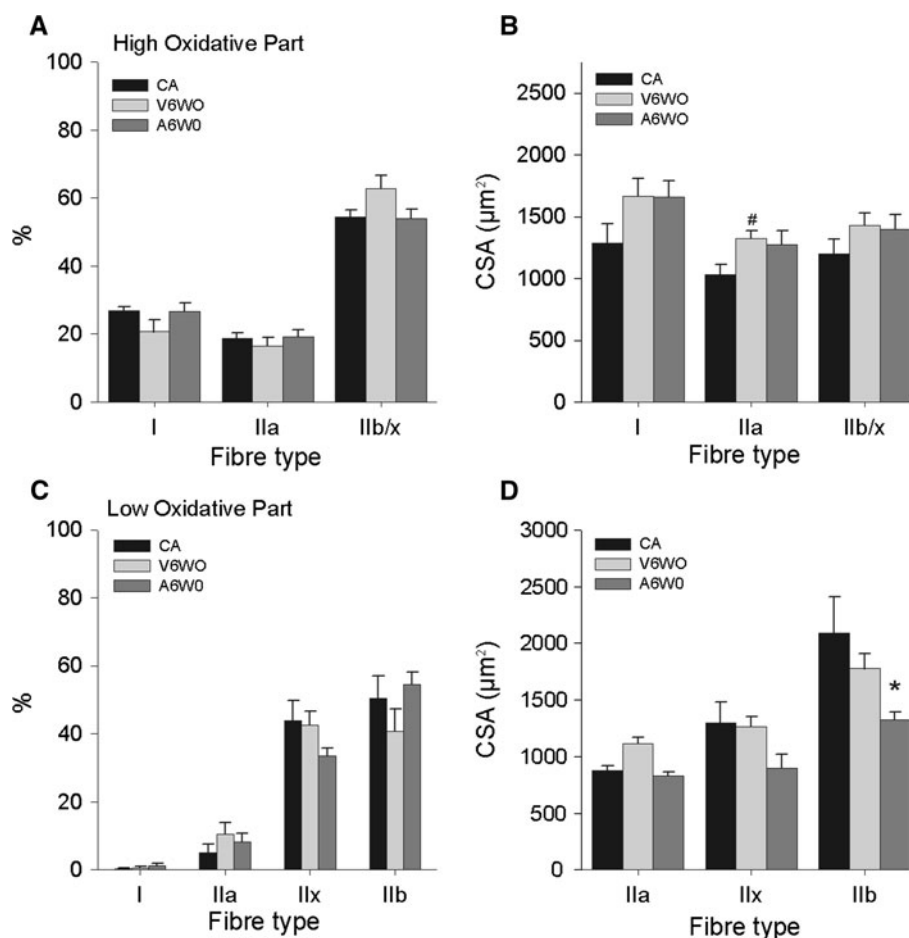 A
High Oxidative Part
100
80
60
40
20
0
%
CA
V6WO
A6W0
I IIa IIb/x
Fibre type
B
2500
2000
1500
1000
500
0
CSA (µm²)
CA
V6WO
A6WO
#
I IIa IIb/x
Fibre type
C
Low Oxidative Part
100
80
60
40
20
0
%
CA
V6WO
A6W0
I IIa IIx IIb
Fibre type
D
3000
2500
2000
1500
1000
500
0
CSA (µm²)
CA
V6WO
A6W0
*
IIa IIx IIb
Fibre type